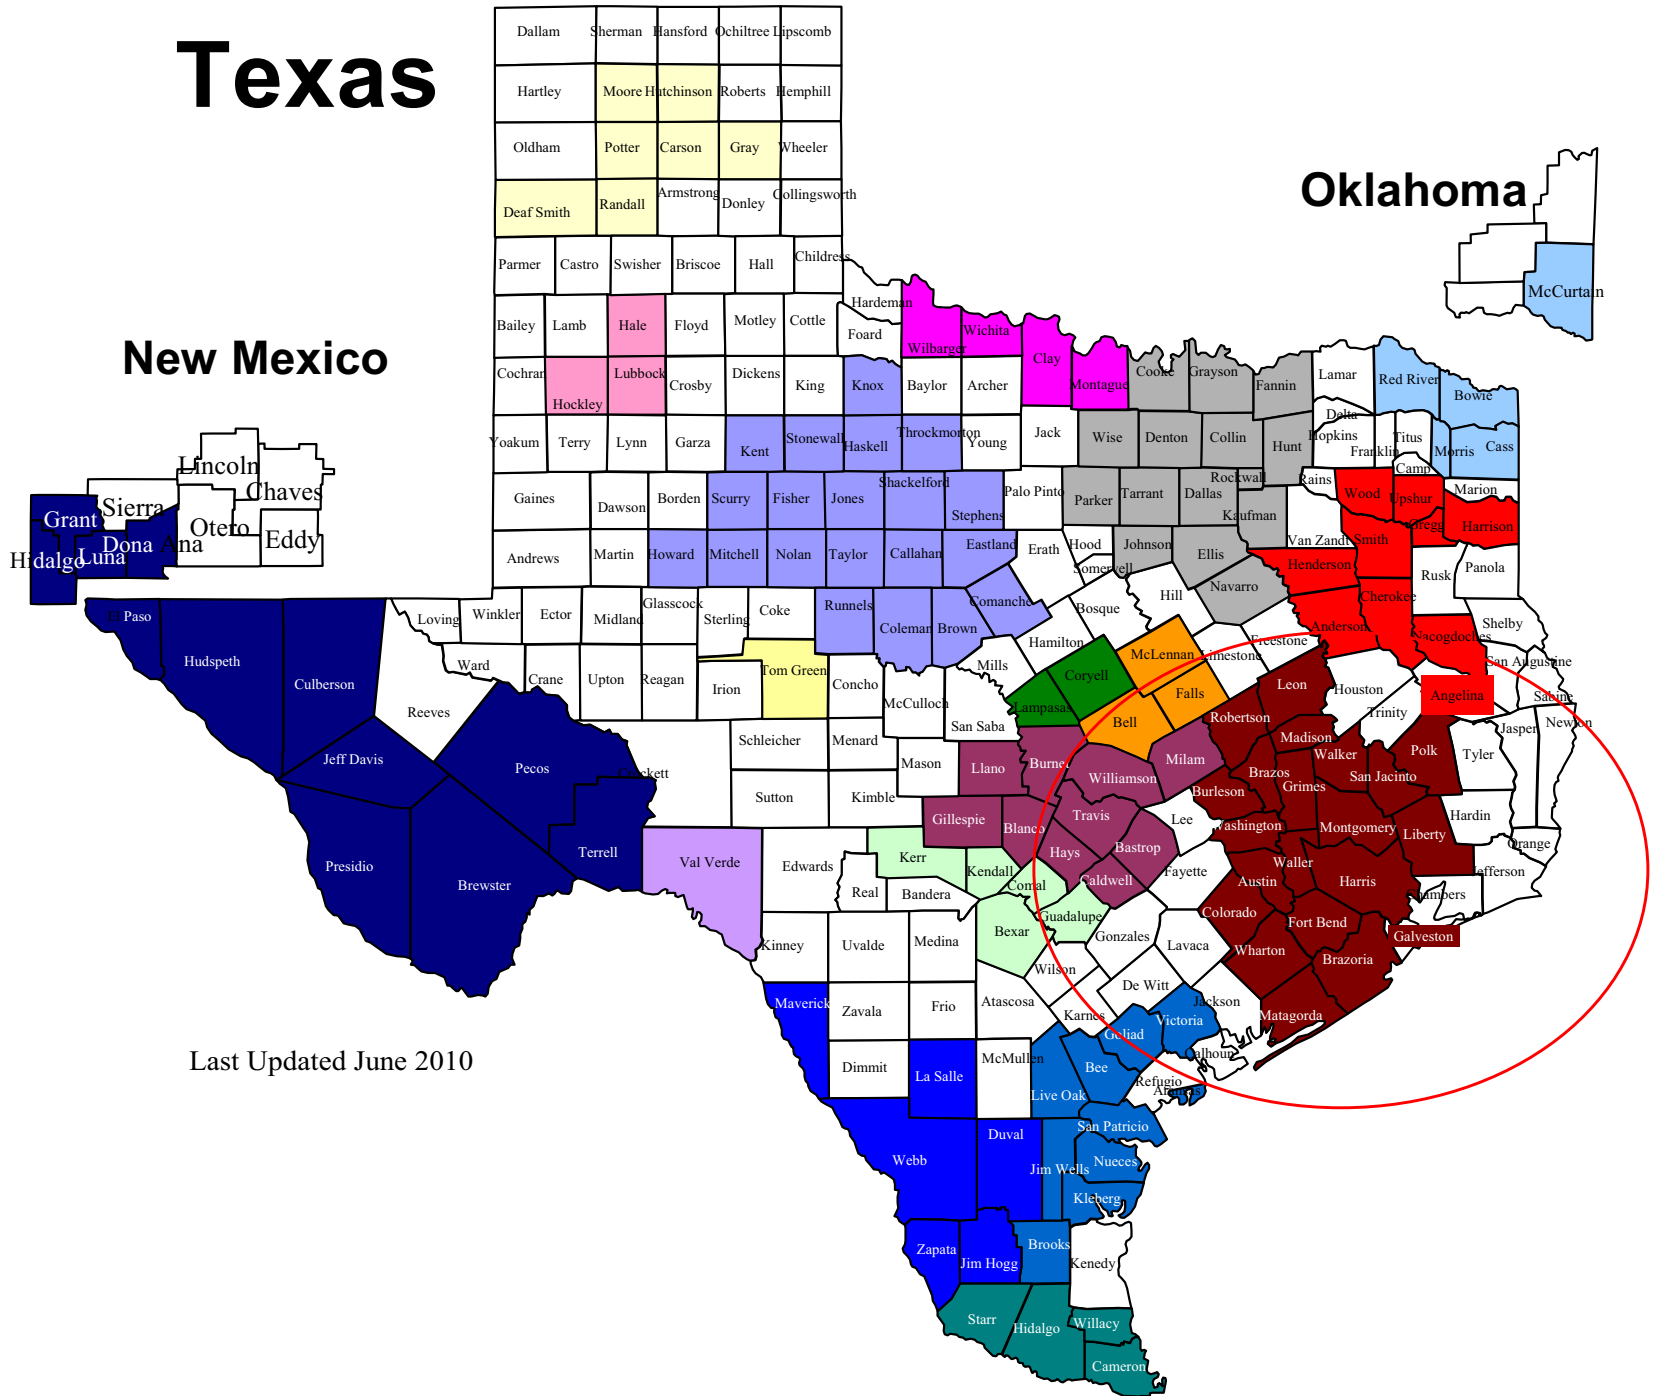 Texas
Oklahoma
New Mexico
Dallam Sherman Hansford Ochiltree Lipscomb
Hartley Moore Hutchinson Roberts Hemphill
Oldham Potter Carson Gray Wheeler
Deaf Smith Randall Armstrong Donley Collingsworth
Parmer Castro Swisher Briscoe Hall Childress
McCurtain
Hardeman
Bailey Lamb Hale Floyd Motley Cottle Foard Wilbarger Wichita Clay Montague Cooke Grayson Fannin Lamar Red River Bowie
Cochran Hockley Lubbock Crosby Dickens King Knox Baylor Archer
Delta Hopkins Franklin Titus Morris Cass
Yoakum Terry Lynn Garza Kent Stonewall Haskell Throckmorton Young Jack Wise Denton Collin Hunt
Camp Rains Wood Upshur Marion
Gaines Dawson Borden Scurry Fisher Jones Shackelford Stephens Palo Pinto Parker Tarrant Dallas Rockwall Kaufman
Van Zandt Smith Gregg Harrison
Andrews Martin Howard Mitchell Nolan Taylor Callahan Eastland Erath Hood Somervell Johnson Ellis Navarro Henderson Cherokee Rusk Panola
Lincoln Chaves
Sierra Otero Eddy
Grant Dona Ana
Hidalgo Luna
El Paso Hudspeth Culberson Loving Winkler Ector Midland Glasscock Sterling Coke Runnels Coleman Brown Comanche Hamilton Bosque Hill Freestone Limestone Anderson Nacogdoches Shelby
Ward Crane Upton Reagan Irion Tom Green Concho McCulloch Mills San Saba Lampasas Coryell McLennan Falls Bell Leon Houston Trinity Angelina San Augustine Sabine
Reeves Jeff Davis Pecos Crockett Schleicher Menard Mason Llano Burnet Williamson Milam Robertson Madison Walker Polk Tyler Jasper Newton
Sutton Kimble Gillespie Blanco Travis Lee Burleson Brazos Grimes San Jacinto Hardin
Presidio Brewster Terrell Val Verde Edwards Kerr Kendall Hays Bastrop Washington Montgomery Liberty Orange
Real Bandera Comal Caldwell Fayette Austin Waller Harris Chambers Jefferson
Kinney Uvalde Medina Bexar Guadalupe Gonzales Lavaca Colorado Wharton Fort Bend Brazoria Galveston
Maverick Zavala Frio Atascosa Wilson Karnes De Witt Jackson Matagorda
Last Updated June 2010
Dimmit La Salle McMullen Live Oak Bee Goliad Victoria Calhoun Refugio Aransas
Webb Duval Jim Wells San Patricio Nueces Kleberg
Zapata Jim Hogg Brooks Kenedy
Starr Hidalgo Willacy
Cameron